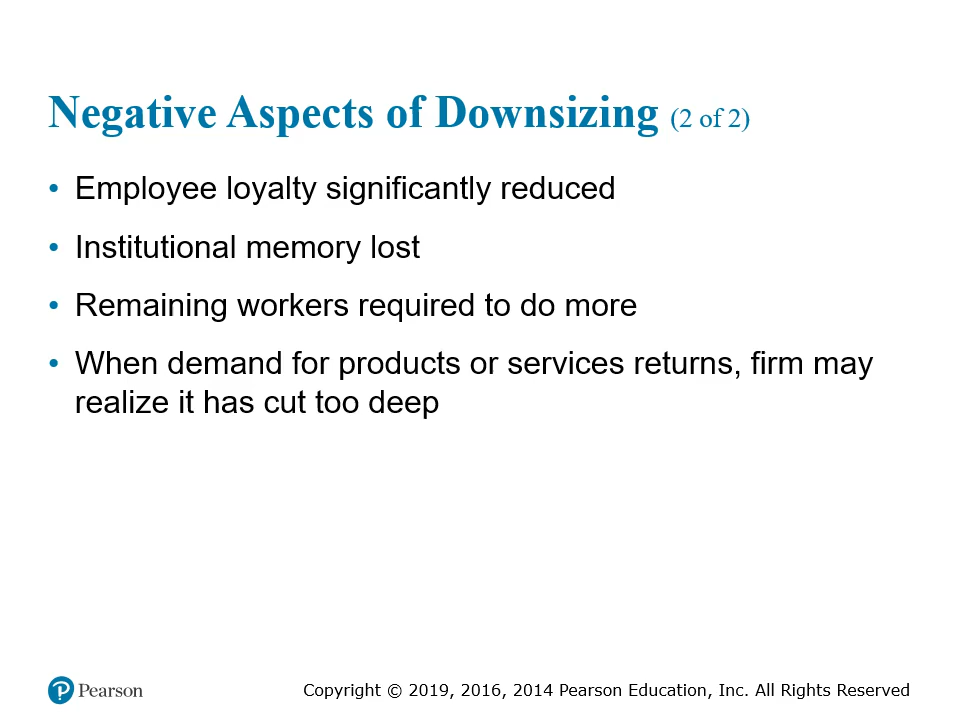 Negative Aspects of Downsizing (2 of 2)
• Employee loyalty significantly reduced
• Institutional memory lost
• Remaining workers required to do more
• When demand for products or services returns, firm may
realize it has cut too deep
Pearson
Copyright © 2019, 2016, 2014 Pearson Education, Inc. All Rights Reserved